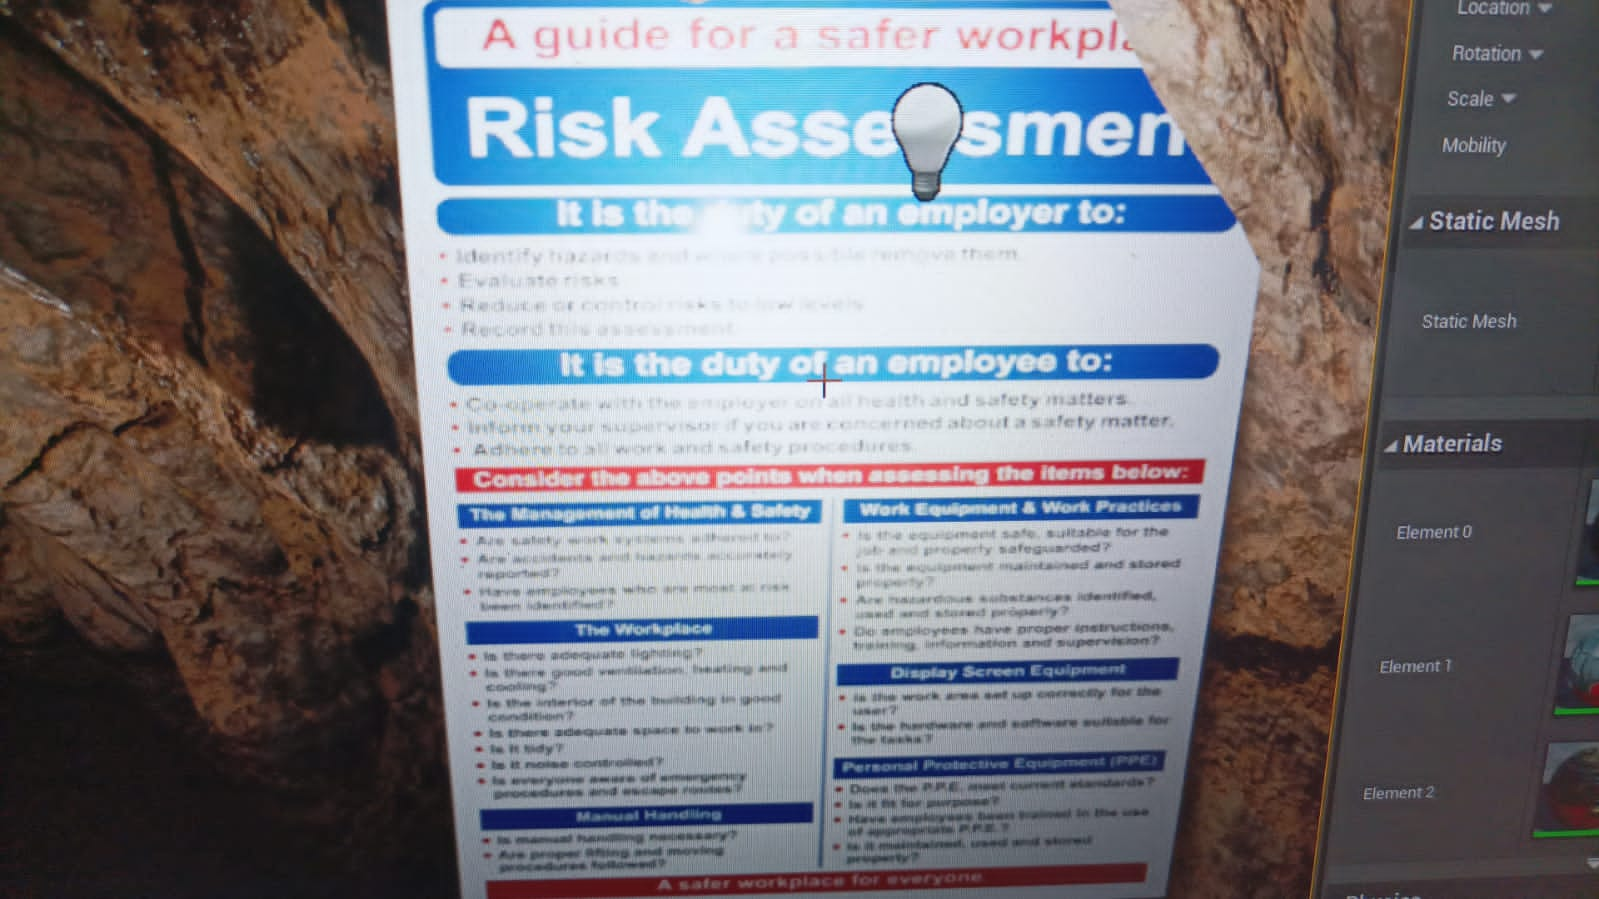 A guide for a safer workpla
Risk Asse smen
It is the duty of an employer to:
• Identify hazards and where possible remove them.
• Evaluate risks
• Reduce or control risks to low levels
• Record this assessment
It is the duty of an employee to:
• Co-operate with the employer on all health and safety matters.
• Inform your supervisor if you are concerned about a safety matter.
• Adhere to all work and safety procedures.
Consider the above points when assessing the items below:
The Management of Health & Safety
• Are safety work systems adhered to?
• Are accidents and hazards accurately
reported?
• Have employees who are most at risk
been identified?
The Workplace
• Is there adequate lighting?
• Is there good ventilation, heating and
cooling?
• Is the interior of the building in good
condition?
• Is there adequate space to work in?
• Is it tidy?
• Is it noise controlled?
• Is everyone aware of emergency
procedures and escape routes?
Manual Handling
• Is manual handling necessary?
• Are proper lifting and moving
procedures followed?
Work Equipment & Work Practices
• Is the equipment safe, suitable for the
job and properly safeguarded?
• Is the equipment maintained and stored
properly?
• Are hazardous substances identified,
used and stored properly?
• Do employees have proper instructions,
training, information and supervision?
Display Screen Equipment
• Is the work area set up correctly for the
user?
• Is the hardware and software suitable for
the tasks?
Personal Protective Equipment (PPE)
• Does the P.P.E. meet current standards?
• Is it fit for purpose?
• Have employees been trained in the use
of appropriate P.P.E.?
• Is it maintained, used and stored
properly?
A safer workplace for everyone
Location
Rotation
Scale
Mobility
Static Mesh
Static Mesh
Materials
Element 0
Element 1
Element 2